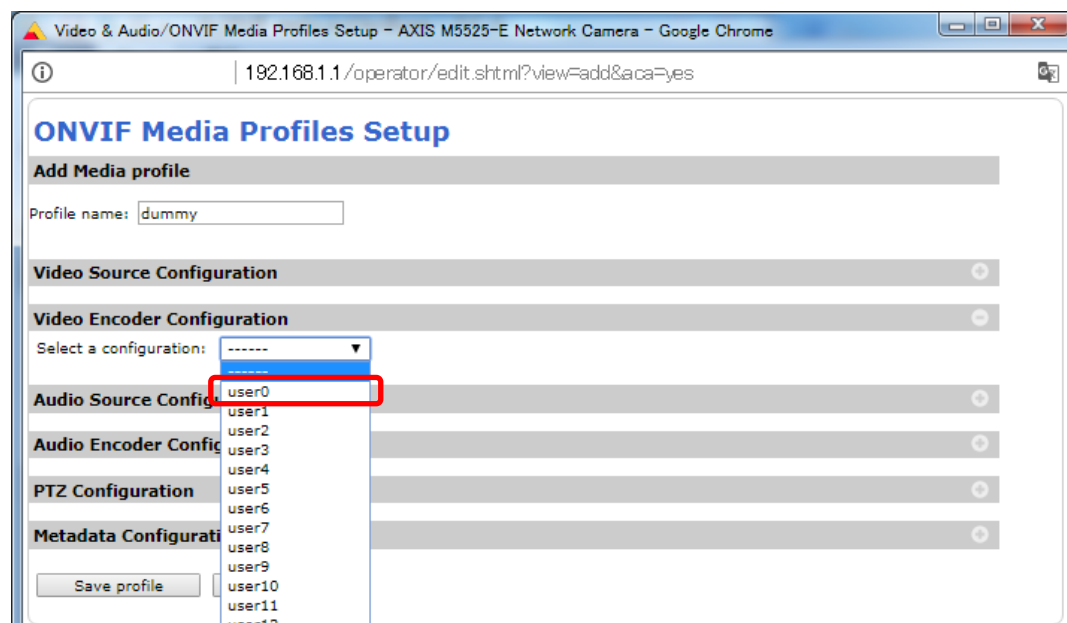 Video & Audio/ONVIF Media Profiles Setup - AXIS M5525-E Network Camera - Google Chrome
192.168.1.1/operator/edit.shtml?view=add&aca=yes
ONVIF Media Profiles Setup
Add Media profile
Profile name: dummy
Video Source Configuration
Video Encoder Configuration
Select a configuration: ------
------
user0
Audio Source
user1
user2
Audio Encoder
user3
user4
PTZ Configuration
user5
user6
Metadata
user7
user8
user9
Save profile
user10
user11